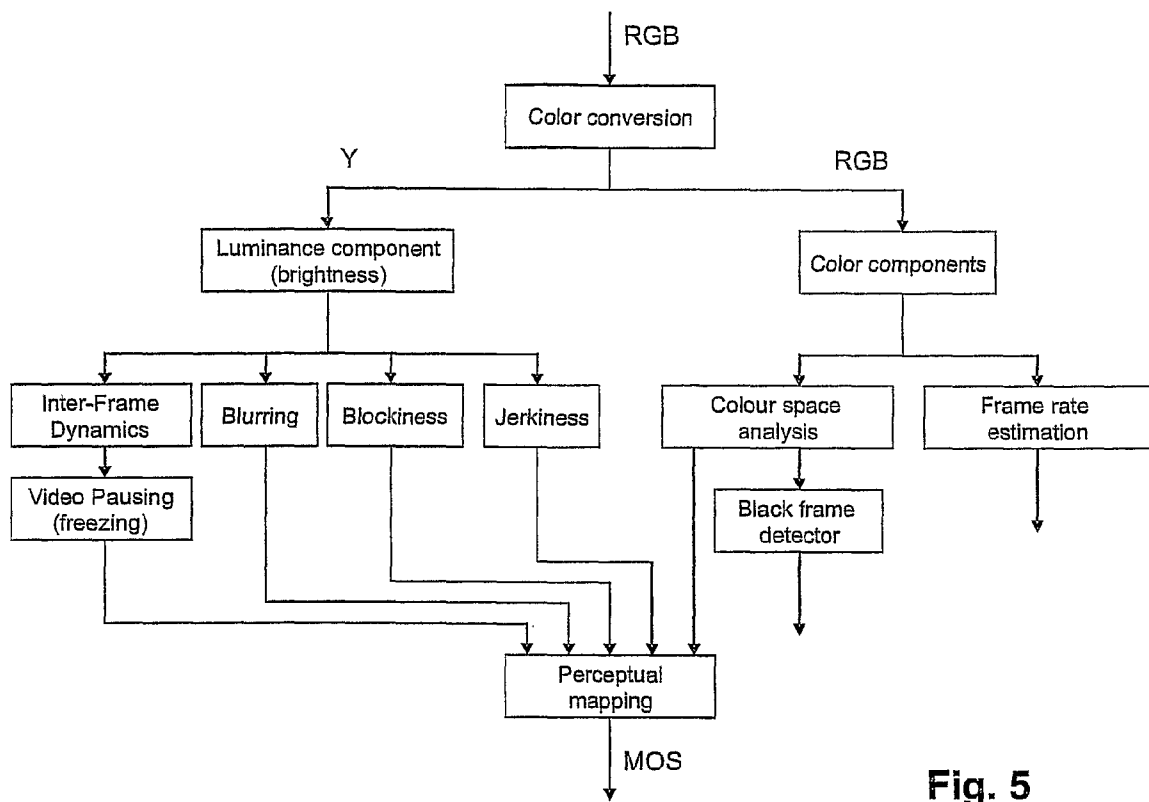 RGB
Color conversion
Y
RGB
Luminance component
(brightness)
Color components
Inter-Frame
Dynamics
Blurring
Blockiness
Jerkiness
Colour space
analysis
Frame rate
estimation
Video Pausing
(freezing)
Black frame
detector
Perceptual
mapping
MOS
Fig. 5